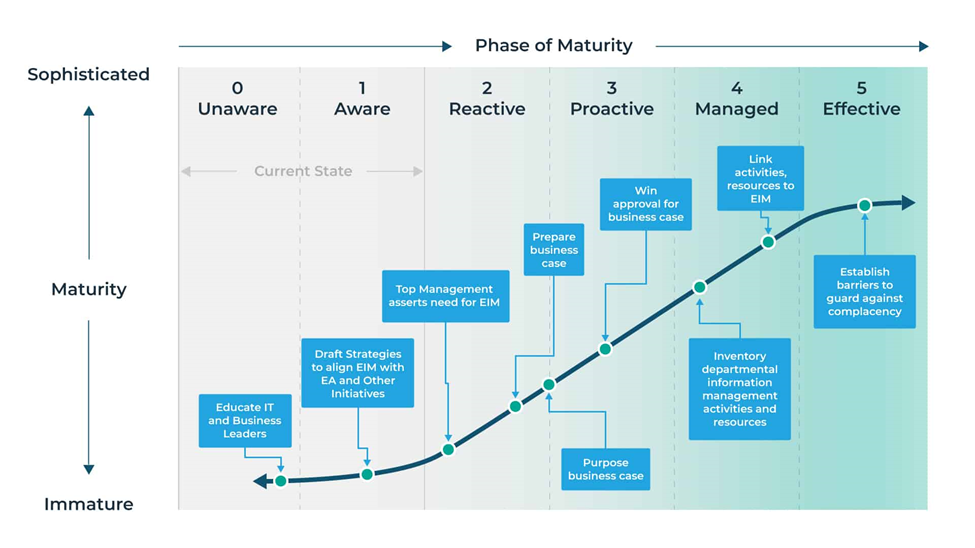 Phase of Maturity
Sophisticated
Maturity
Immature
0
Unaware
1
Aware
2
Reactive
3
Proactive
4
Managed
5
Effective
Current State
Educate IT
and Business
Leaders
Draft Strategies
to align EIM with
EA and Other
Initiatives
Top Management
asserts need for EIM
Prepare
business
case
Purpose
business case
Win
approval for
business case
Inventory
departmental
information
management
activities and
resources
Link
activities,
resources to
EIM
Establish
barriers to
guard against
complacency